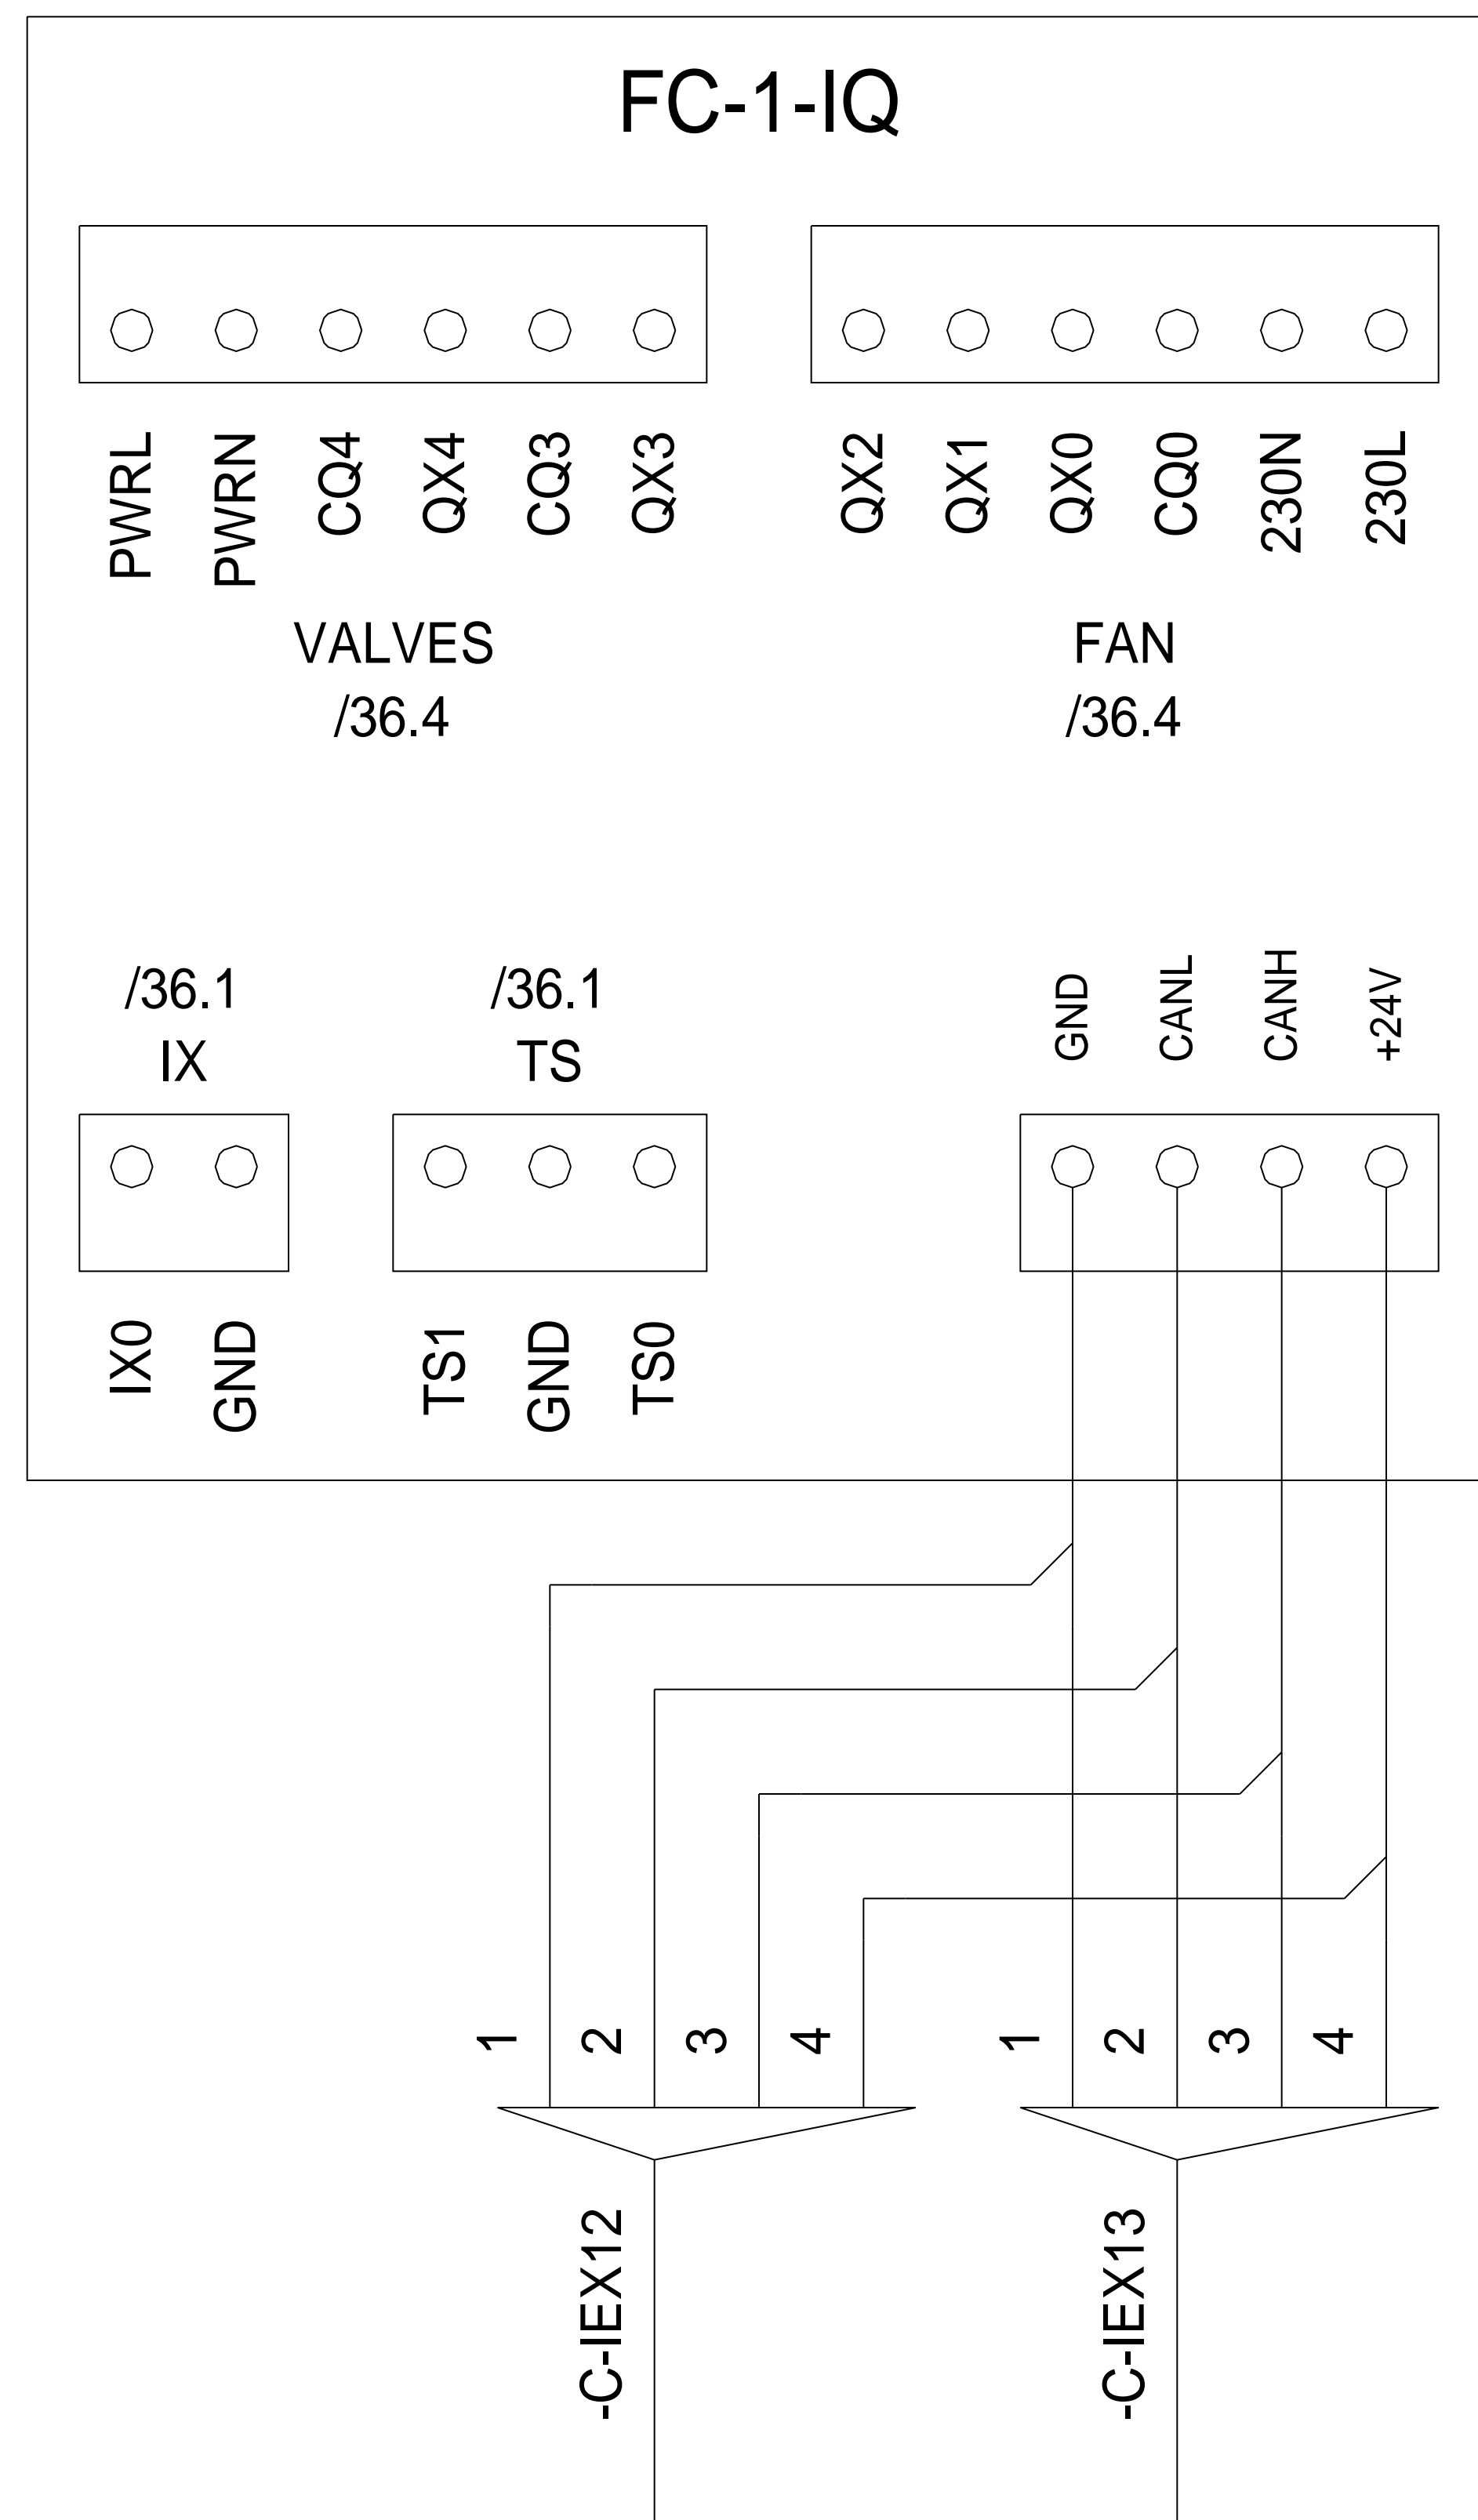 FC-1-IQ
PWRL PWRN CQ4 QX4 CQ3 QX3 QX2 QX1 QX0 CQ0 230N 230L
VALVES FAN
/36.4 /36.4
/36.1 /36.1 GND CANL CANH +24V
IX TS
IX0 GND TS1 GND TS0
1 2 3 4 1 2 3 4
-C-IEX12 -C-IEX13